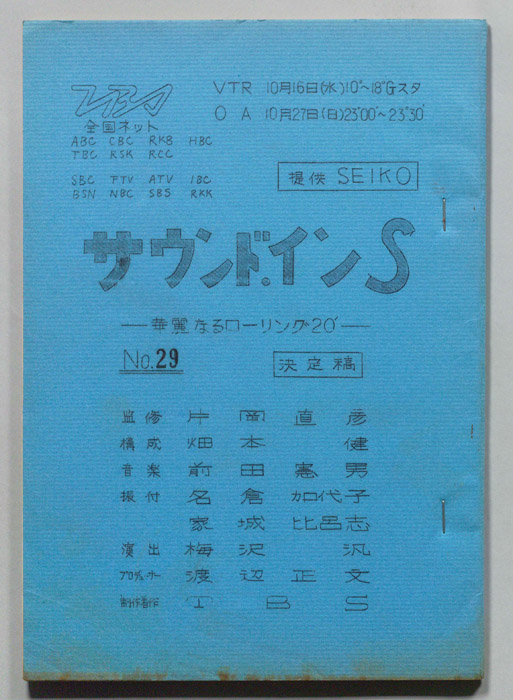 TBS
全国ネット
ABC CBC RKB HBC
TBC RSK RCC
SBC FTV ATV IBC
BSN NBC SBS RKK
VTR 10月16日(水)10°°~18°°Gスタ
OA 10月27日(日)23°00'~23°30'
提供 SEIKO
サウンド.インS
—華麗なるローリング20'—
No.29
決定稿
監修 片岡直彦
構成 畑本健
音楽 前田憲男
振付 名倉加代子
家城比呂志
演出 梅沢汎
プロデューサー 渡辺正文
制作著作 TBS